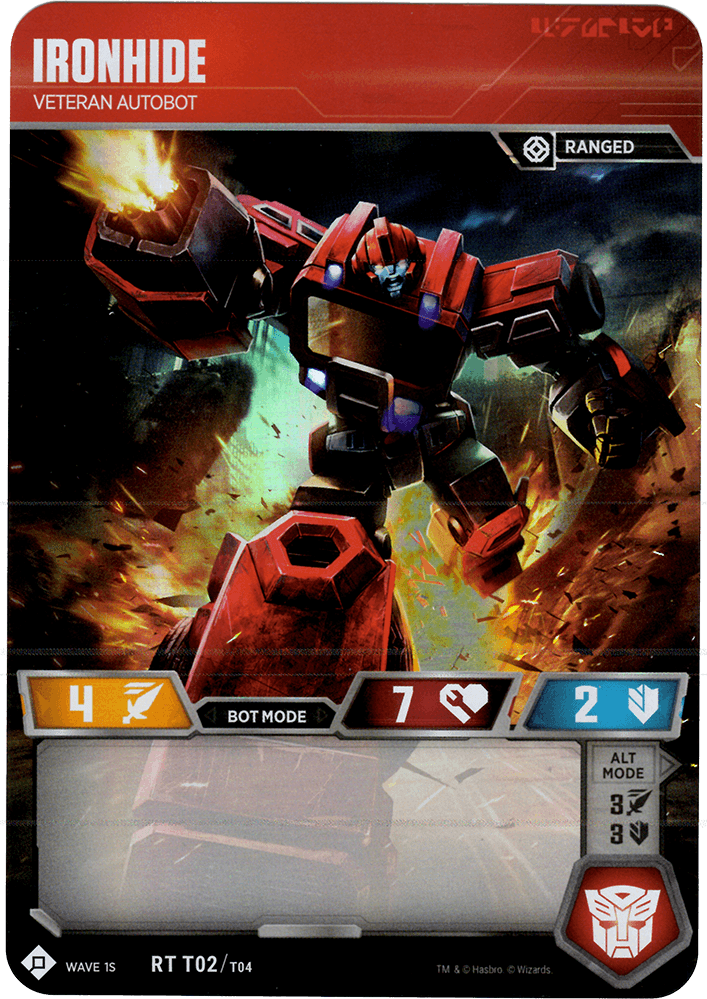 IRONHIDE
VETERAN AUTOBOT
RANGED
4
BOT MODE
7
2
ALT
MODE
3
3
WAVE 1S
RT T02/T04
TM & © Hasbro. © Wizards.